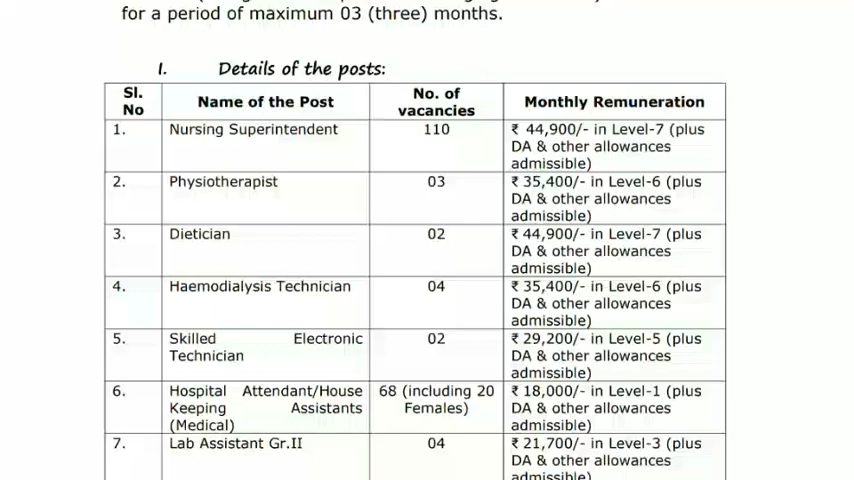 for a period of maximum 03 (three) months.
I. Details of the posts:
Sl. No Name of the Post No. of vacancies Monthly Remuneration
1. Nursing Superintendent 110 ₹ 44,900/- in Level-7 (plus
DA & other allowances
admissible)
2. Physiotherapist 03 ₹ 35,400/- in Level-6 (plus
DA & other allowances
admissible)
3. Dietician 02 ₹ 44,900/- in Level-7 (plus
DA & other allowances
admissible)
4. Haemodialysis Technician 04 ₹ 35,400/- in Level-6 (plus
DA & other allowances
admissible)
5. Skilled Electronic 02 ₹ 29,200/- in Level-5 (plus
Technician DA & other allowances
admissible)
6. Hospital Attendant/House 68 (including 20 ₹ 18,000/- in Level-1 (plus
Keeping Assistants Females) DA & other allowances
(Medical) admissible)
7. Lab Assistant Gr.II 04 ₹ 21,700/- in Level-3 (plus
DA & other allowances
admissible)